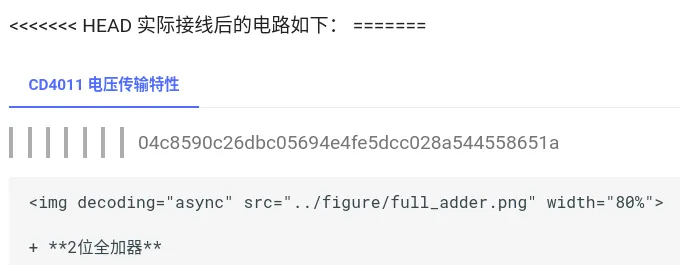 <<<<<<< HEAD 实际接线后的电路如下： =======
CD4011 电压传输特性
04c8590c26dbc05694e4fe5dcc028a544558651a
<img decoding="async" src="../figure/full_adder.png" width="80%">
+ **2位全加器**